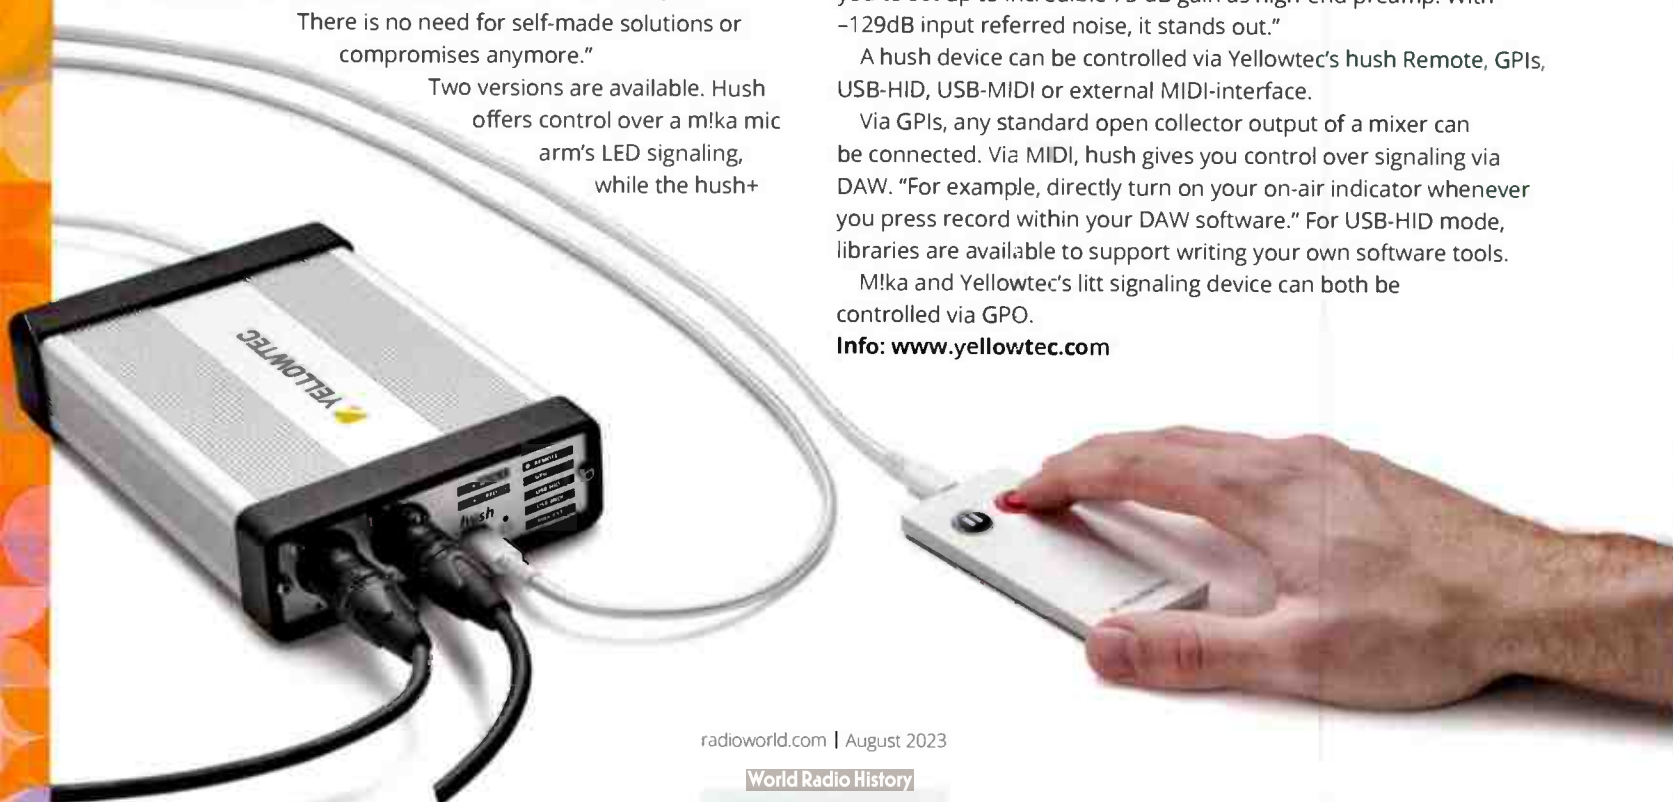 There is no need for self-made solutions or
compromises anymore.”
Two versions are available. Hush
offers control over a m!ka mic
arm’s LED signaling,
while the hush+
–129dB input referred noise, it stands out.”
A hush device can be controlled via Yellowtec’s hush Remote, GPIs,
USB-HID, USB-MIDI or external MIDI-interface.
Via GPIs, any standard open collector output of a mixer can
be connected. Via MIDI, hush gives you control over signaling via
DAW. “For example, directly turn on your on-air indicator whenever
you press record within your DAW software.” For USB-HID mode,
libraries are available to support writing your own software tools.
M!ka and Yellowtec’s litt signaling device can both be
controlled via GPO.
Info: www.yellowtec.com
YELLOWTEC
hush
REMOTE
radioworld.com | August 2023
World Radio History